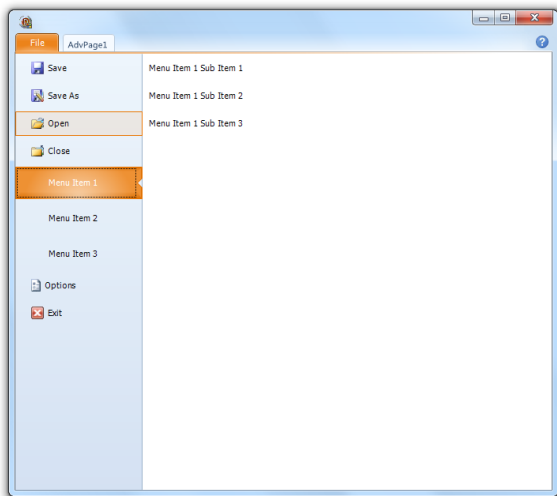 File AdvPage1
Save
Save As
Open
Close
Menu Item 1
Menu Item 2
Menu Item 3
Options
Exit
Menu Item 1 Sub Item 1
Menu Item 1 Sub Item 2
Menu Item 1 Sub Item 3